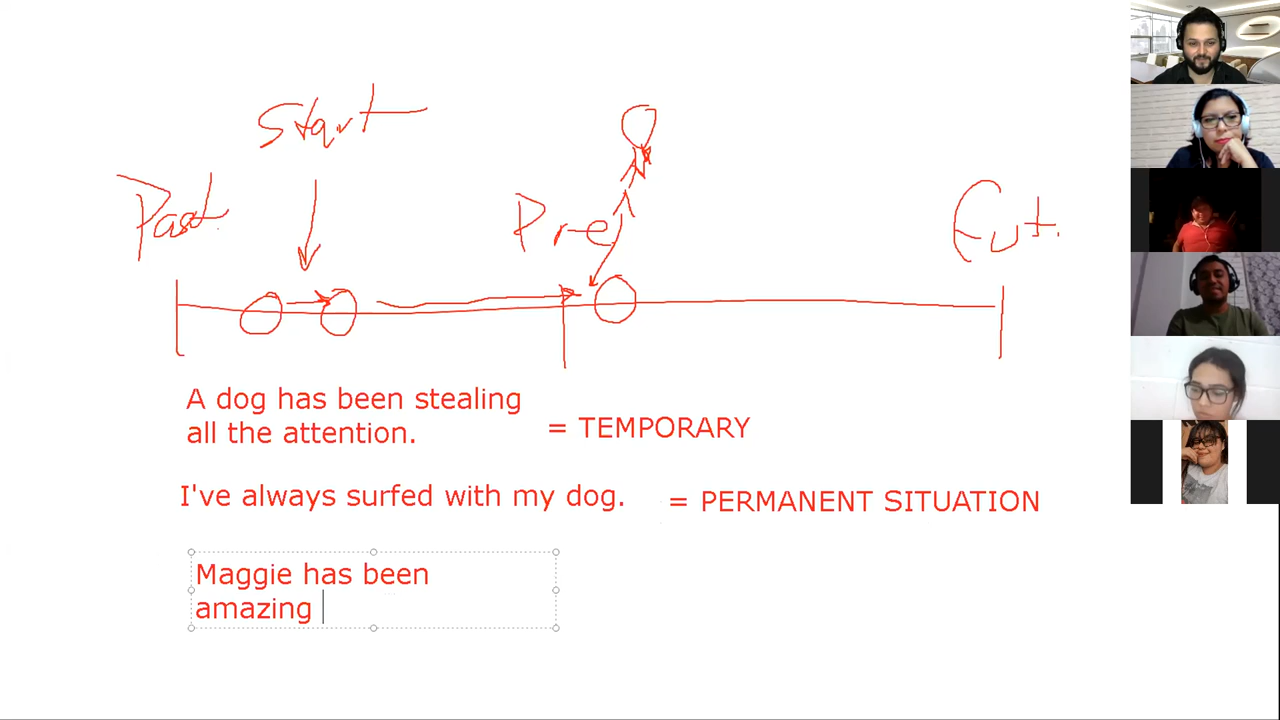 Start
Past
Pre
Fut.
A dog has been stealing
all the attention.
= TEMPORARY
I've always surfed with my dog.
= PERMANENT SITUATION
Maggie has been
amazing